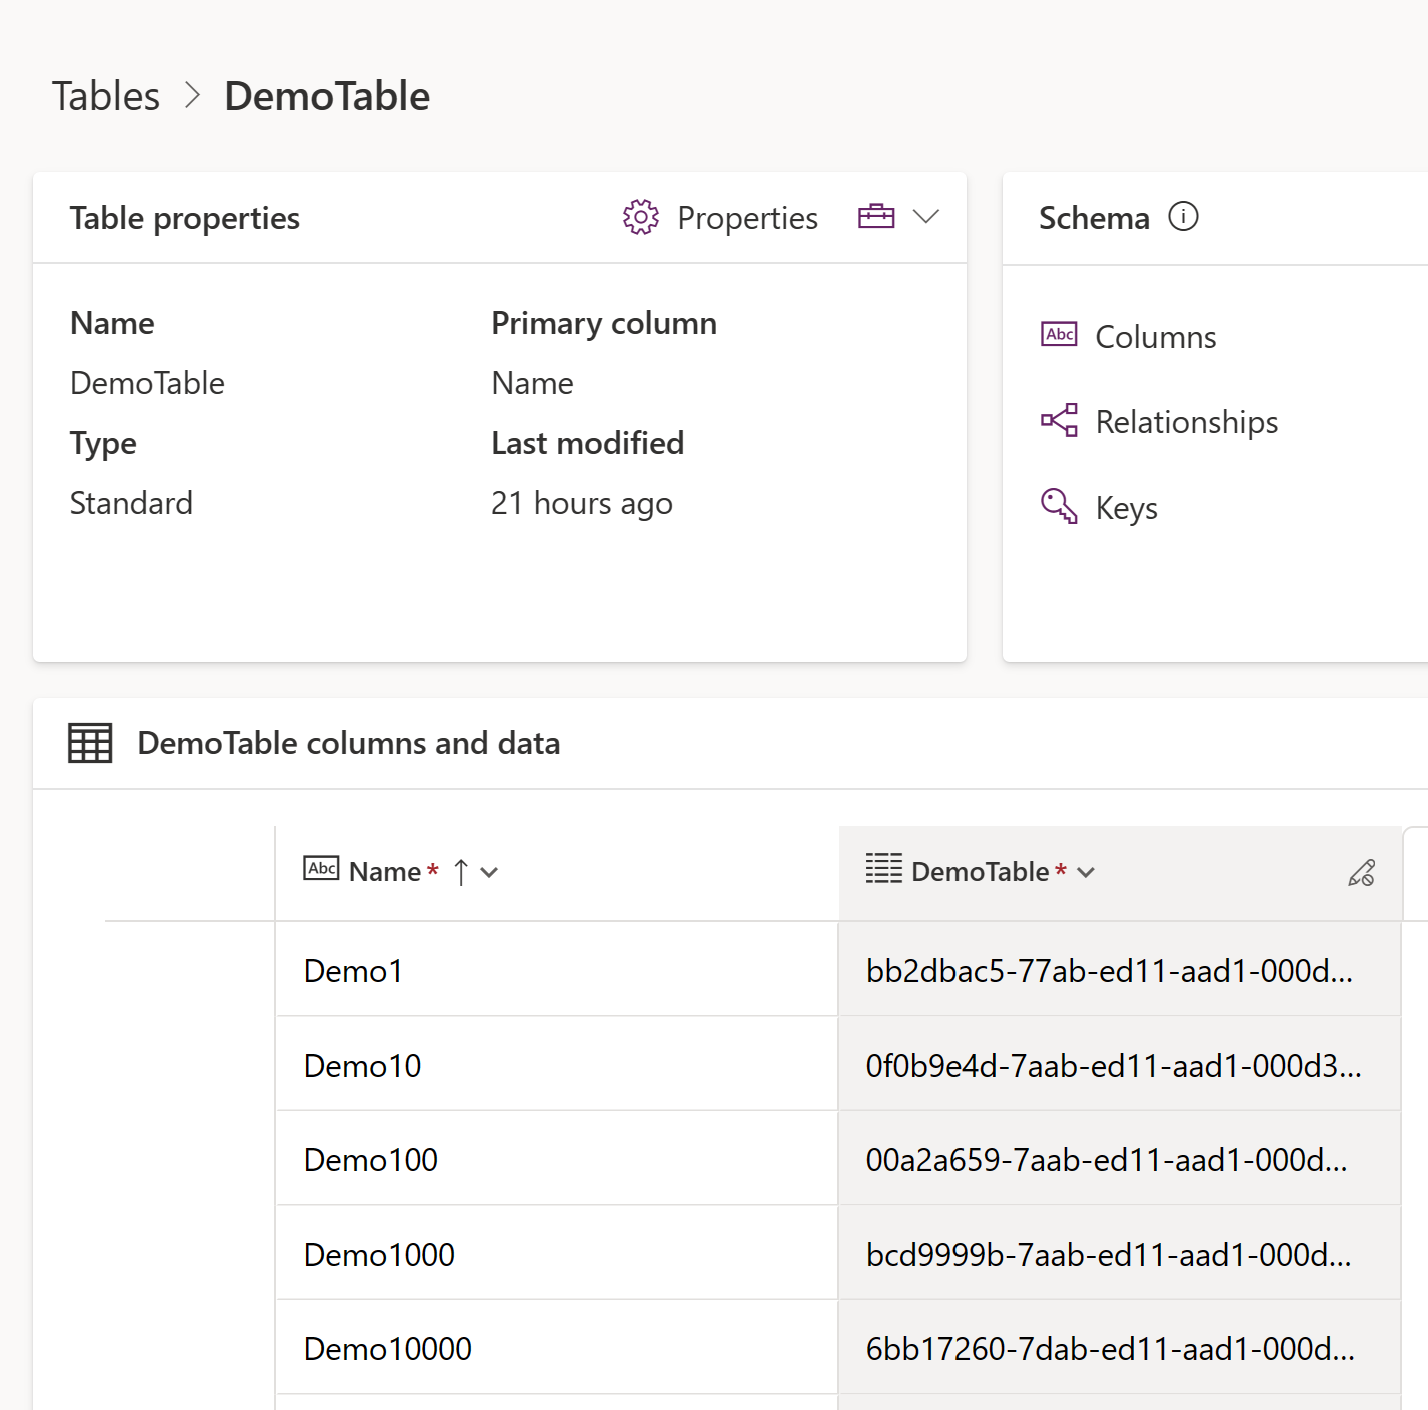 Tables > DemoTable
Table properties
Properties
Schema
Name
Primary column
DemoTable
Name
Type
Last modified
Standard
21 hours ago
Abc Columns
Relationships
Keys
DemoTable columns and data
Abc Name * ↑
DemoTable *
Demo1
bb2dbac5-77ab-ed11-aad1-000d...
Demo10
0f0b9e4d-7aab-ed11-aad1-000d3...
Demo100
00a2a659-7aab-ed11-aad1-000d...
Demo1000
bcd9999b-7aab-ed11-aad1-000d...
Demo10000
6bb17260-7dab-ed11-aad1-000d...